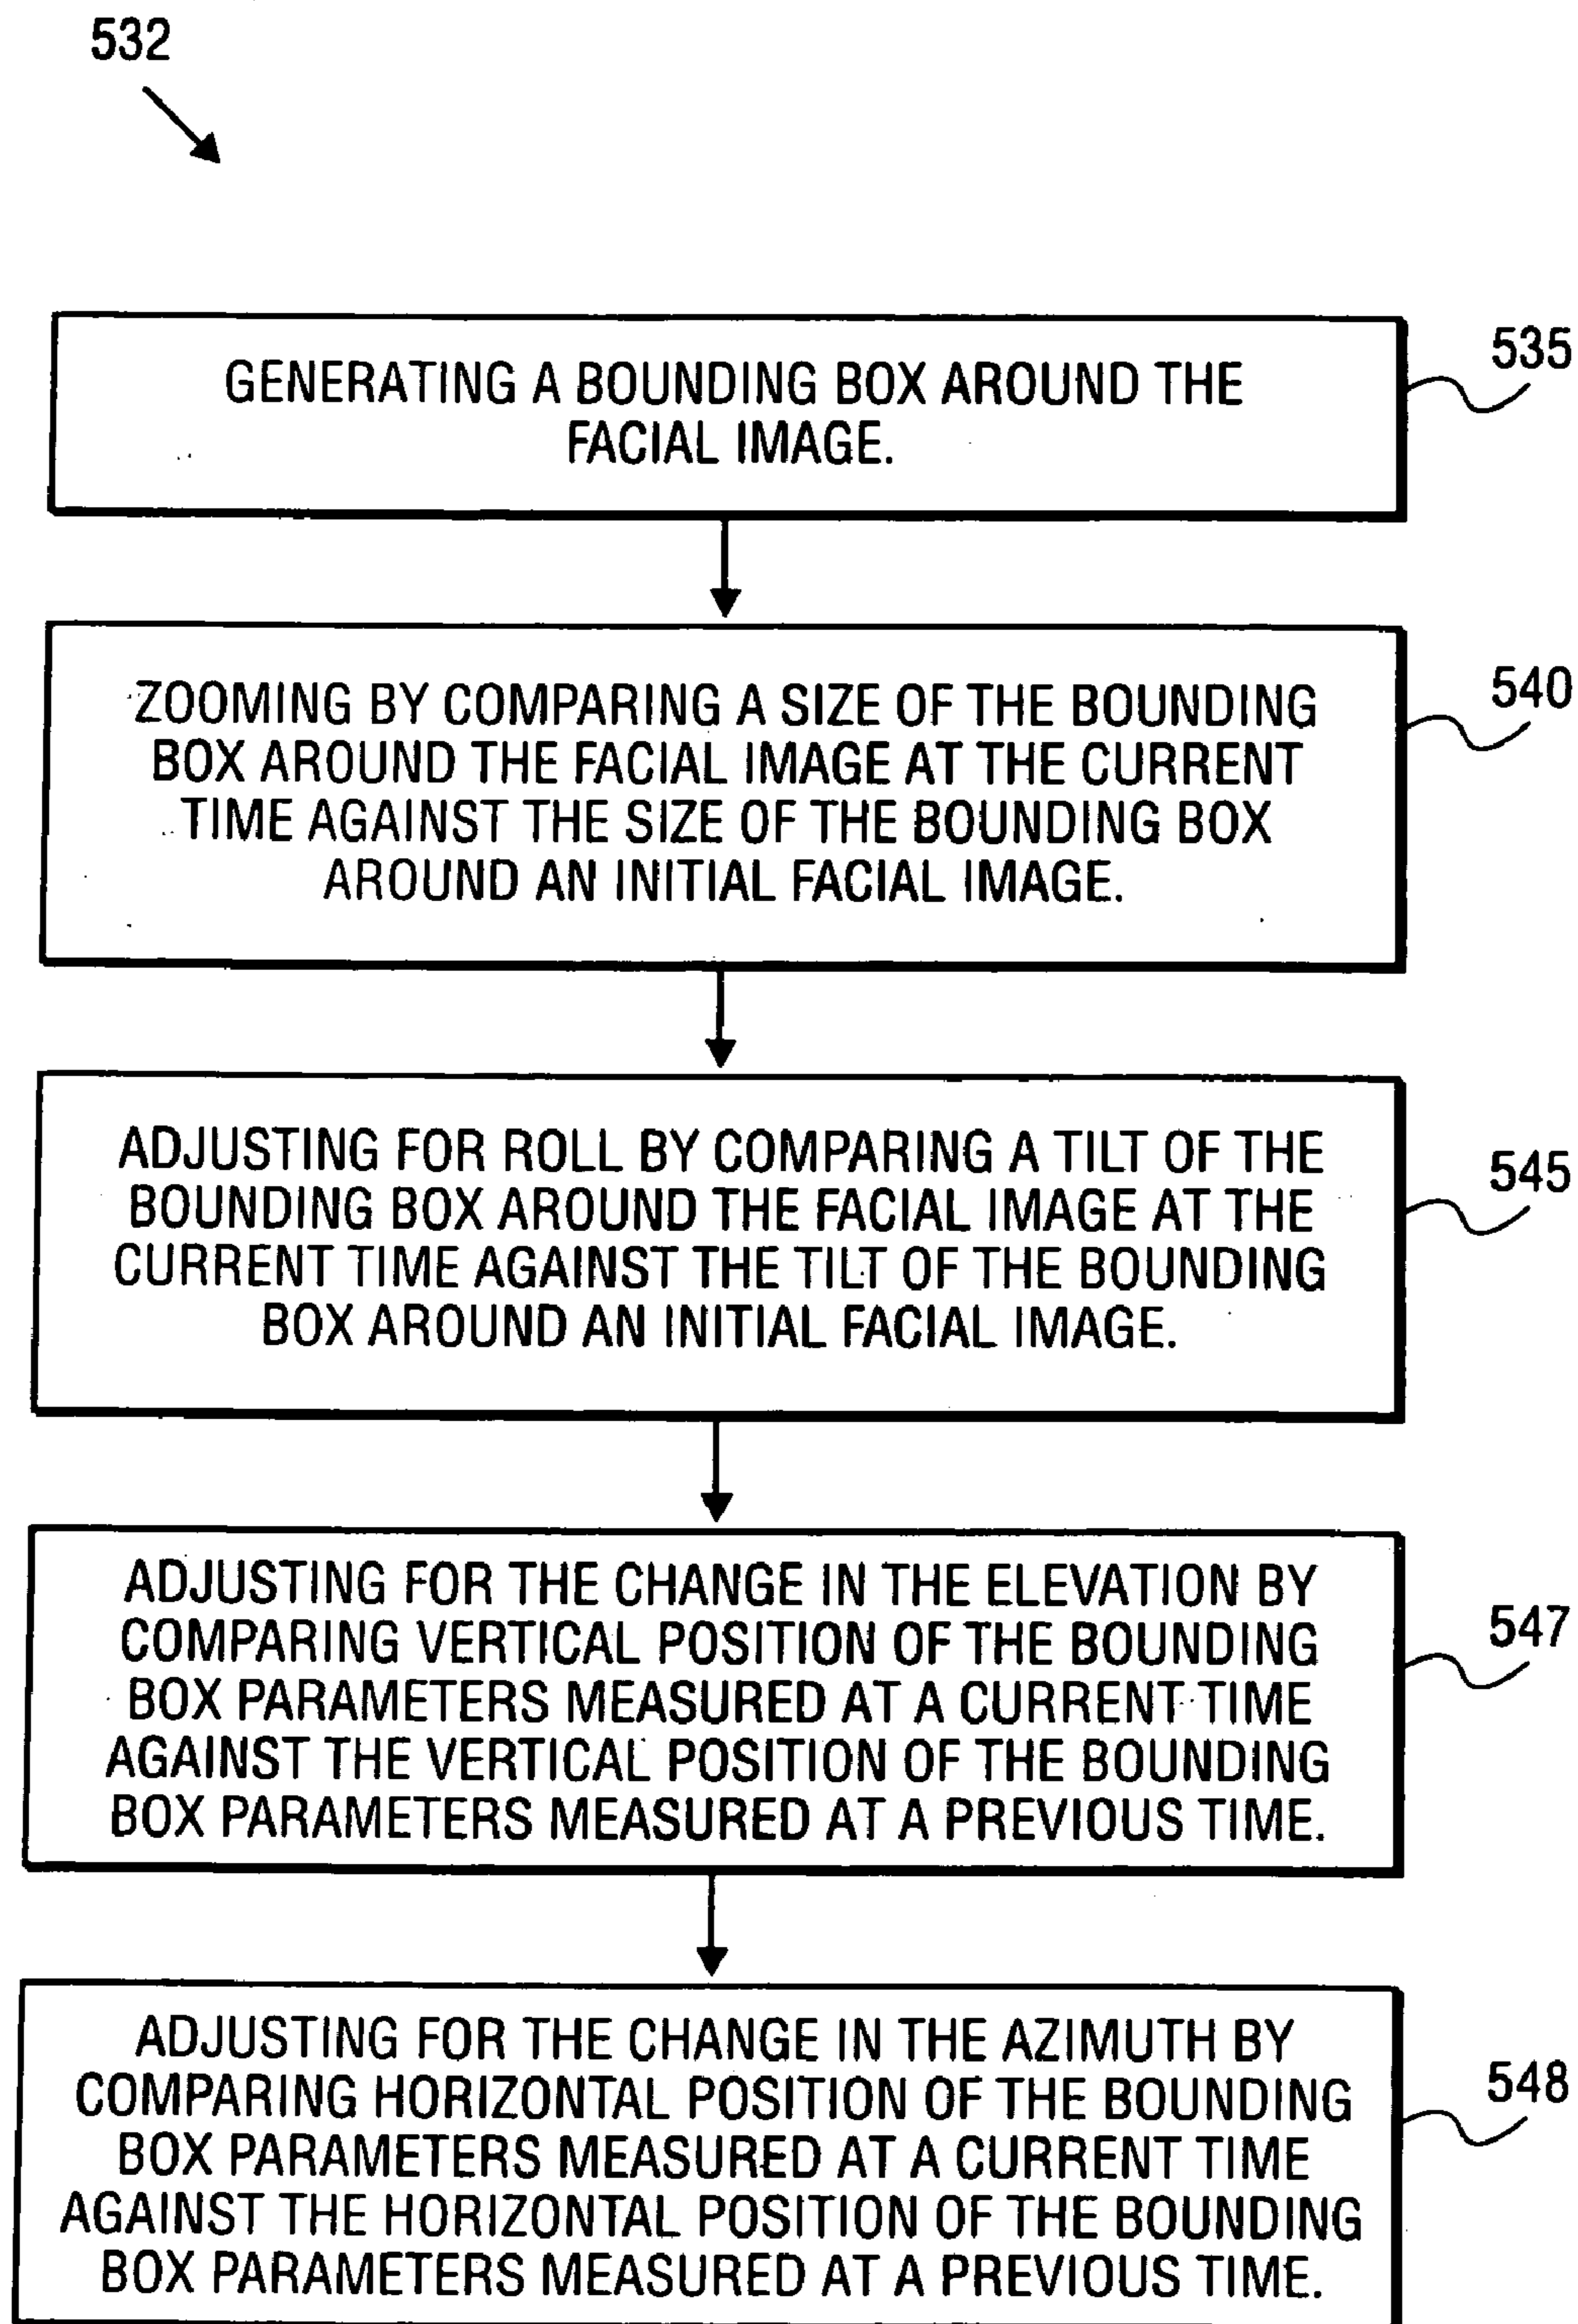 532
GENERATING A BOUNDING BOX AROUND THE
FACIAL IMAGE.
535
ZOOMING BY COMPARING A SIZE OF THE BOUNDING
BOX AROUND THE FACIAL IMAGE AT THE CURRENT
TIME AGAINST THE SIZE OF THE BOUNDING BOX
AROUND AN INITIAL FACIAL IMAGE.
540
ADJUSTING FOR ROLL BY COMPARING A TILT OF THE
BOUNDING BOX AROUND THE FACIAL IMAGE AT THE
CURRENT TIME AGAINST THE TILT OF THE BOUNDING
BOX AROUND AN INITIAL FACIAL IMAGE.
545
ADJUSTING FOR THE CHANGE IN THE ELEVATION BY
COMPARING VERTICAL POSITION OF THE BOUNDING
BOX PARAMETERS MEASURED AT A CURRENT TIME
AGAINST THE VERTICAL POSITION OF THE BOUNDING
BOX PARAMETERS MEASURED AT A PREVIOUS TIME.
547
ADJUSTING FOR THE CHANGE IN THE AZIMUTH BY
COMPARING HORIZONTAL POSITION OF THE BOUNDING
BOX PARAMETERS MEASURED AT A CURRENT TIME
AGAINST THE HORIZONTAL POSITION OF THE BOUNDING
BOX PARAMETERS MEASURED AT A PREVIOUS TIME.
548